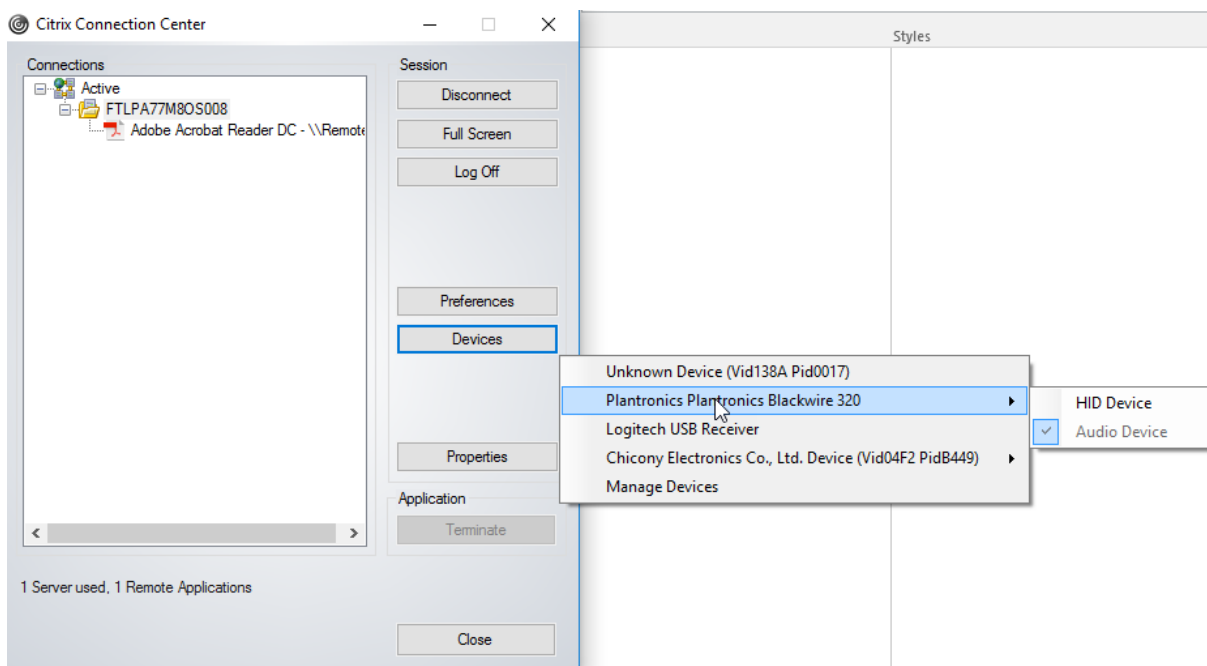 Citrix Connection Center
Styles
Connections
Active
FTLPA77M8OS008
Adobe Acrobat Reader DC - \\Remote
Session
Disconnect
Full Screen
Log Off
Preferences
Devices
Properties
Application
Terminate
Unknown Device (Vid138A Pid0017)
Plantronics Plantronics Blackwire 320
Logitech USB Receiver
Chicony Electronics Co., Ltd. Device (Vid04F2 PidB449)
Manage Devices
HID Device
Audio Device
1 Server used, 1 Remote Applications
Close